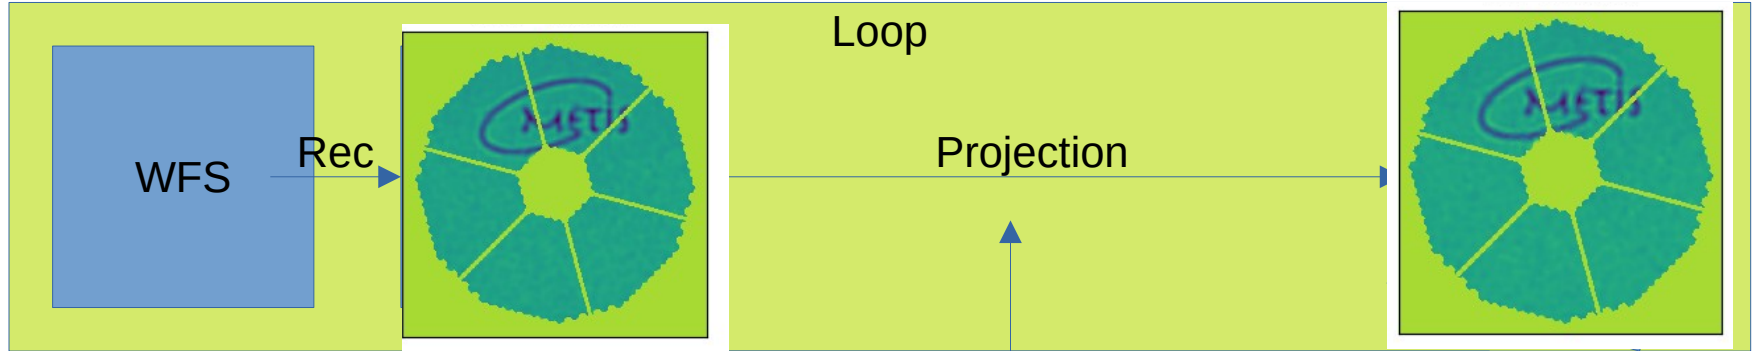 Loop
WFS
Rec
METIS
Projection
METIS